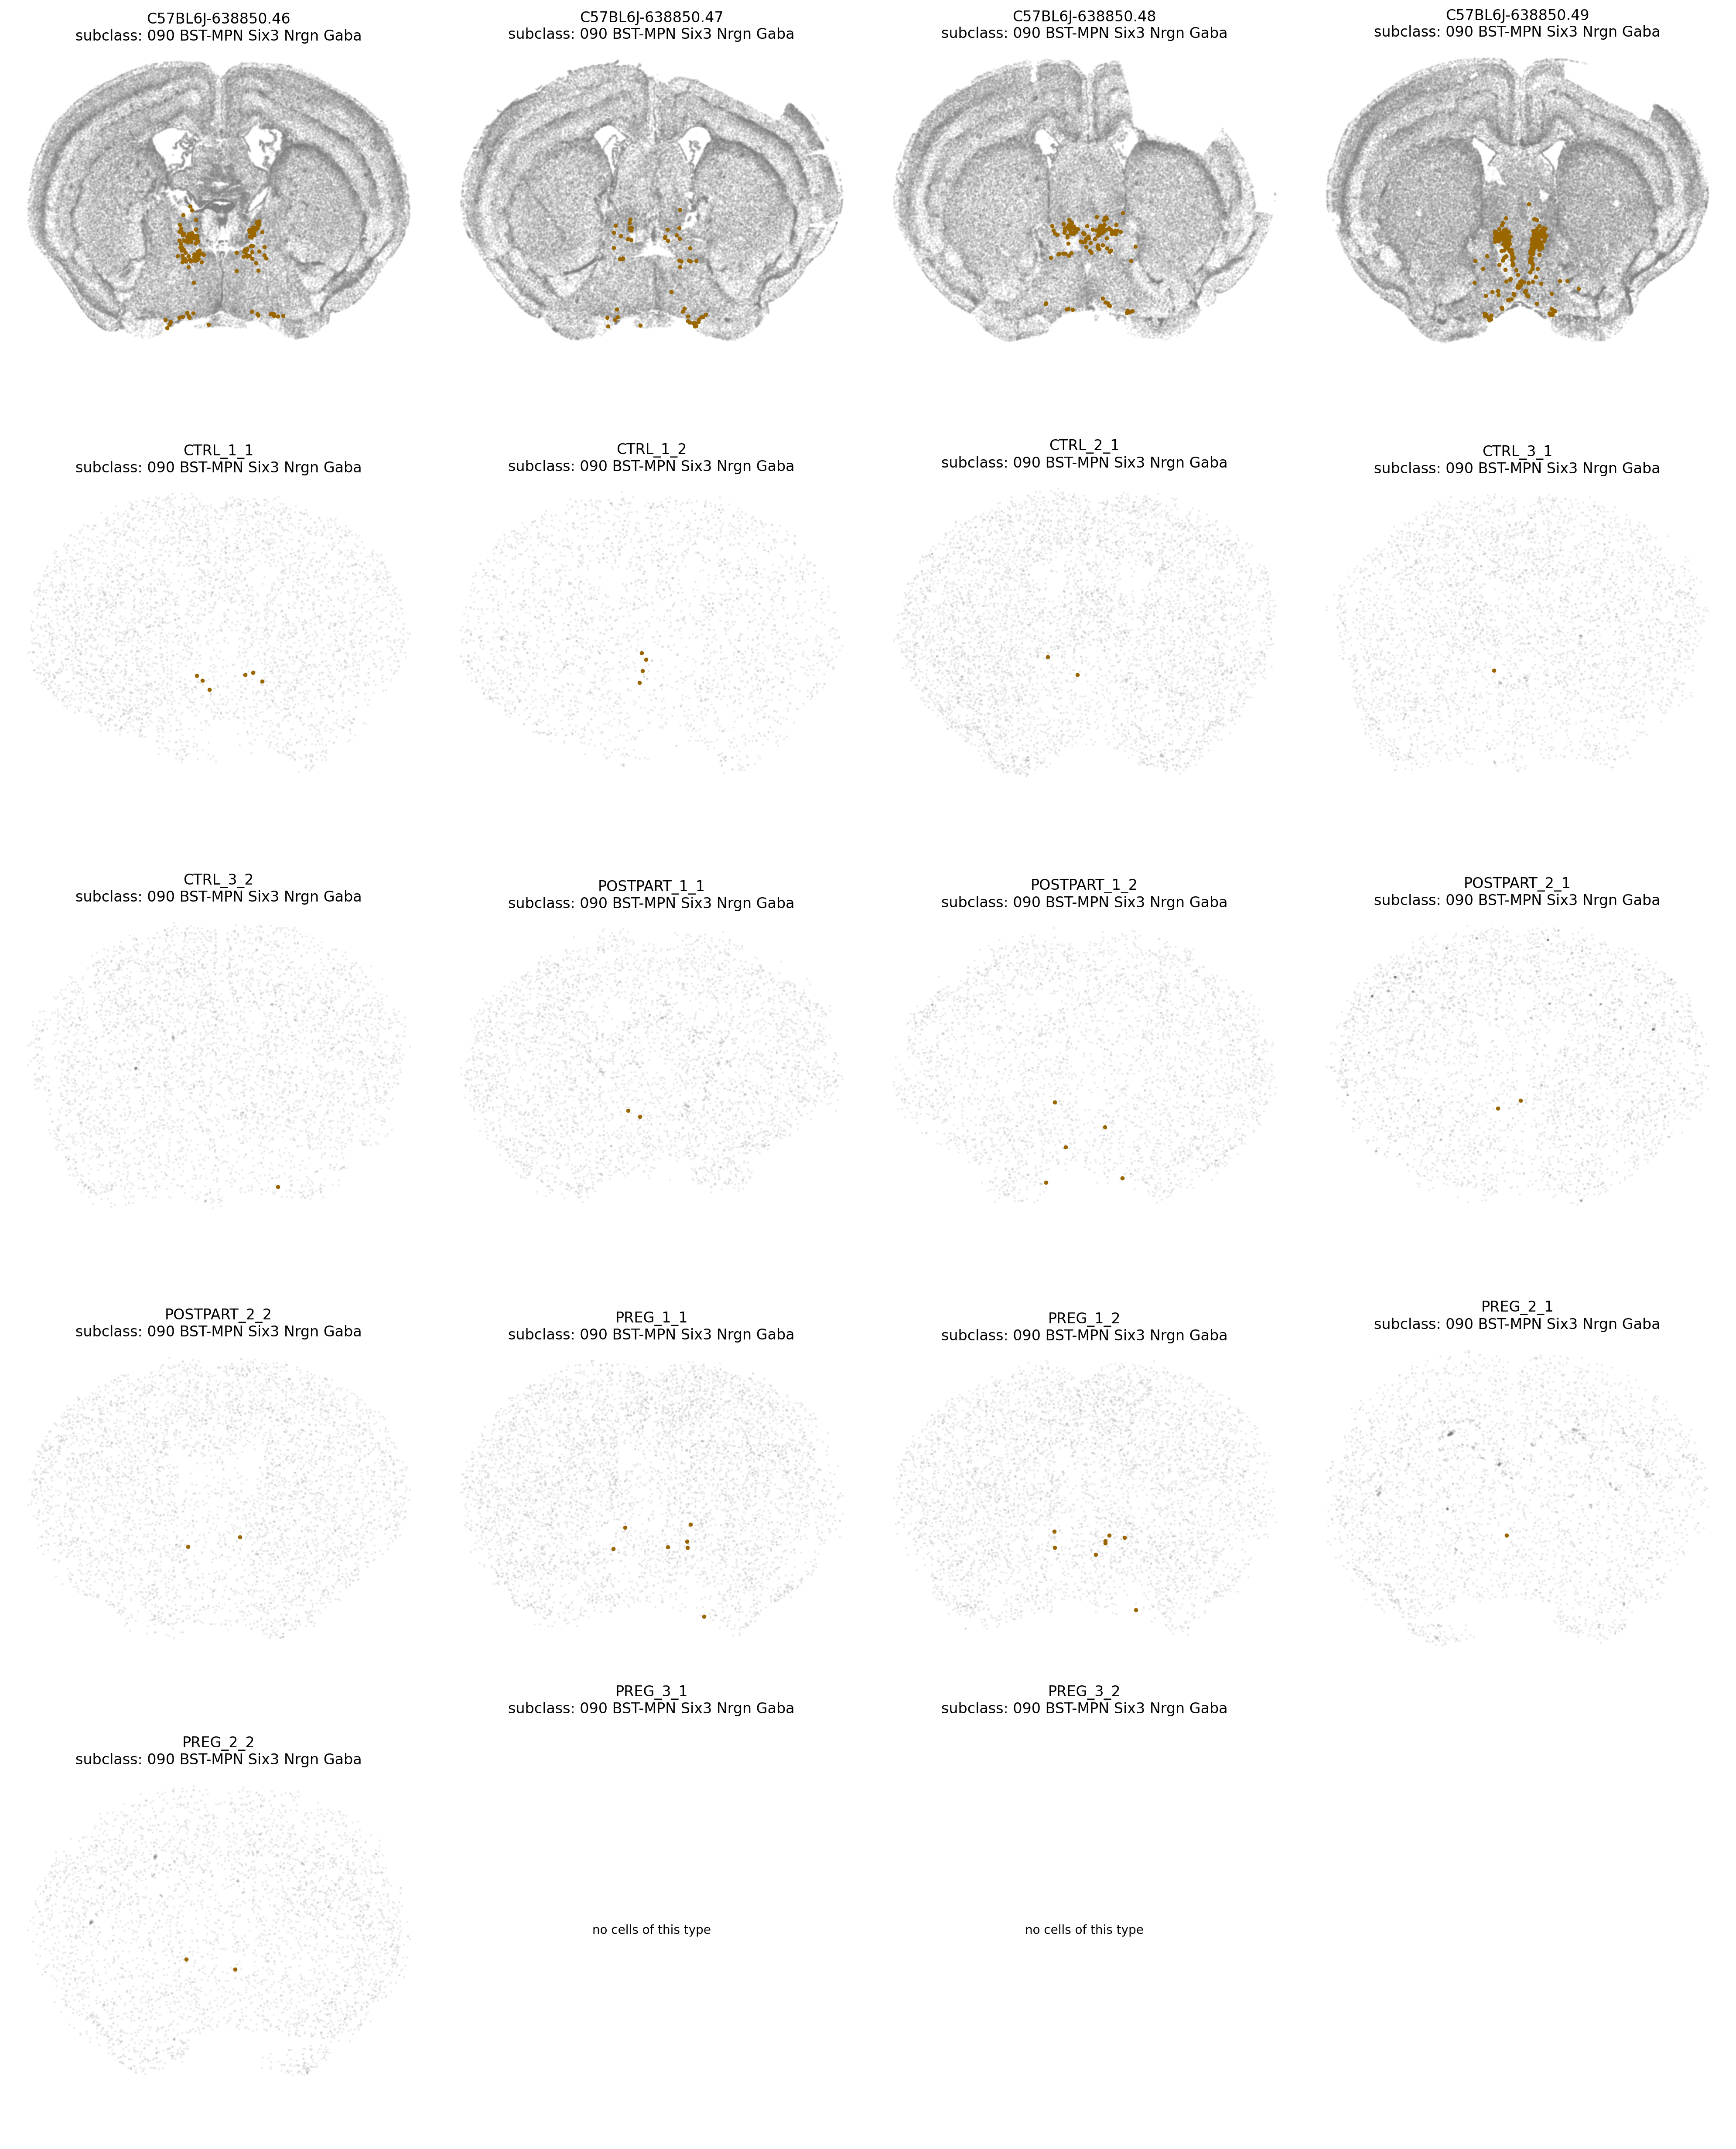 C57BL6J-638850.46
subclass: 090 BST-MPN Six3 Nrgn Gaba
C57BL6J-638850.47
subclass: 090 BST-MPN Six3 Nrgn Gaba
C57BL6J-638850.48
subclass: 090 BST-MPN Six3 Nrgn Gaba
C57BL6J-638850.49
subclass: 090 BST-MPN Six3 Nrgn Gaba
CTRL_1_1
subclass: 090 BST-MPN Six3 Nrgn Gaba
CTRL_1_2
subclass: 090 BST-MPN Six3 Nrgn Gaba
CTRL_2_1
subclass: 090 BST-MPN Six3 Nrgn Gaba
CTRL_3_1
subclass: 090 BST-MPN Six3 Nrgn Gaba
CTRL_3_2
subclass: 090 BST-MPN Six3 Nrgn Gaba
POSTPART_1_1
subclass: 090 BST-MPN Six3 Nrgn Gaba
POSTPART_1_2
subclass: 090 BST-MPN Six3 Nrgn Gaba
POSTPART_2_1
subclass: 090 BST-MPN Six3 Nrgn Gaba
POSTPART_2_2
subclass: 090 BST-MPN Six3 Nrgn Gaba
PREG_1_1
subclass: 090 BST-MPN Six3 Nrgn Gaba
PREG_1_2
subclass: 090 BST-MPN Six3 Nrgn Gaba
PREG_2_1
subclass: 090 BST-MPN Six3 Nrgn Gaba
PREG_2_2
subclass: 090 BST-MPN Six3 Nrgn Gaba
PREG_3_1
subclass: 090 BST-MPN Six3 Nrgn Gaba
no cells of this type
PREG_3_2
subclass: 090 BST-MPN Six3 Nrgn Gaba
no cells of this type